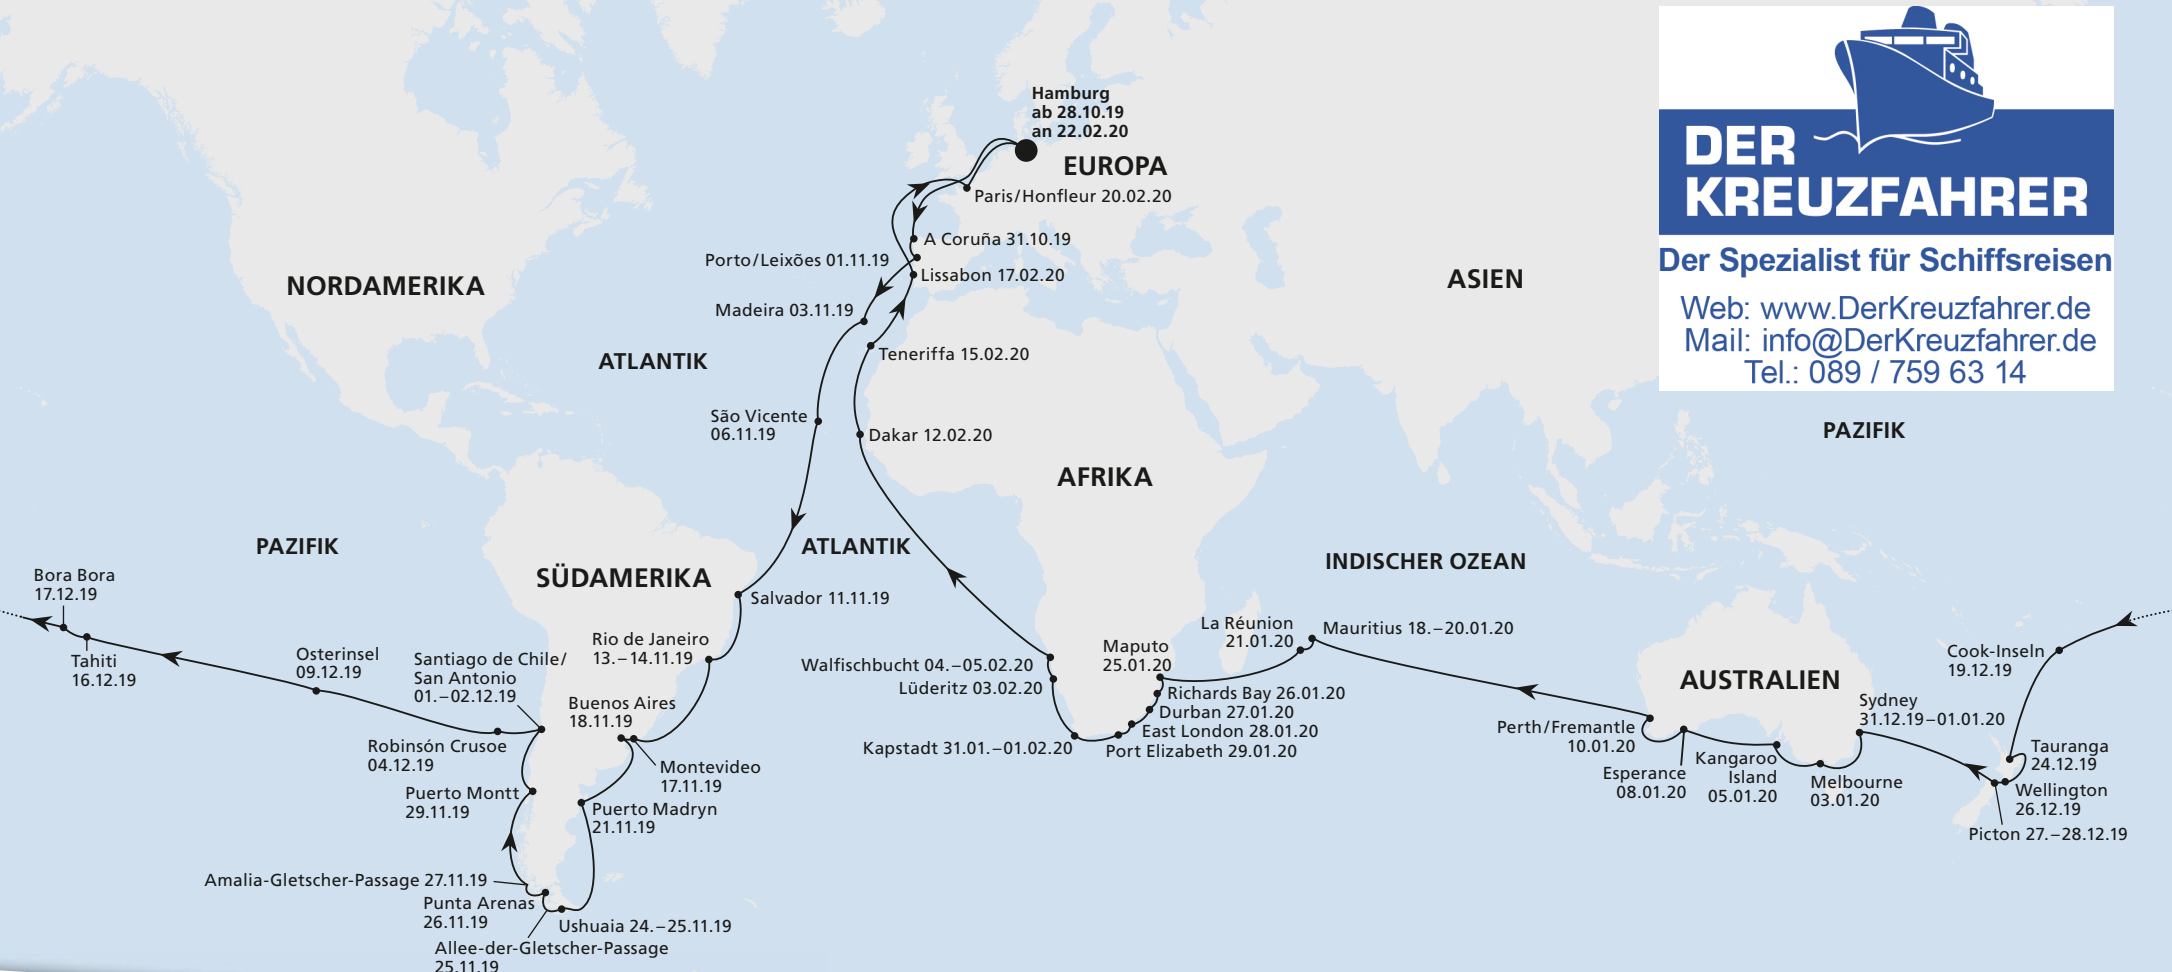 Hamburg
ab 28.10.19
an 22.02.20
EUROPA
Paris/Honfleur 20.02.20
A Coruña 31.10.19
Porto/Leixões 01.11.19
Lissabon 17.02.20
Madeira 03.11.19
Teneriffa 15.02.20
NORDAMERIKA
ATLANTIK
São Vicente
06.11.19
Dakar 12.02.20
AFRIKA
ASIEN
DER
KREUZFAHRER
Der Spezialist für Schiffsreisen
Web: www.DerKreuzfahrer.de
Mail: info@DerKreuzfahrer.de
Tel.: 089 / 759 63 14
PAZIFIK
PAZIFIK
ATLANTIK
INDISCHER OZEAN
SÜDAMERIKA
Bora Bora
17.12.19
Tahiti
16.12.19
Osterinsel
09.12.19
Santiago de Chile/
San Antonio
01.–02.12.19
Robinsón Crusoe
04.12.19
Salvador 11.11.19
Rio de Janeiro
13.–14.11.19
Buenos Aires
18.11.19
Montevideo
17.11.19
Puerto Madryn
21.11.19
Puerto Montt
29.11.19
Amalia-Gletscher-Passage 27.11.19
Punta Arenas
26.11.19
Ushuaia 24.–25.11.19
Allee-der-Gletscher-Passage
25.11.19
Walfischbucht 04.–05.02.20
Lüderitz 03.02.20
Kapstadt 31.01.–01.02.20
Maputo
25.01.20
La Réunion
21.01.20
Mauritius 18.–20.01.20
Richards Bay 26.01.20
Durban 27.01.20
East London 28.01.20
Port Elizabeth 29.01.20
AUSTRALIEN
Perth/Fremantle
10.01.20
Esperance
08.01.20
Kangaroo
Island
05.01.20
Melbourne
03.01.20
Sydney
31.12.19–01.01.20
Cook-Inseln
19.12.19
Tauranga
24.12.19
Wellington
26.12.19
Picton 27.–28.12.19